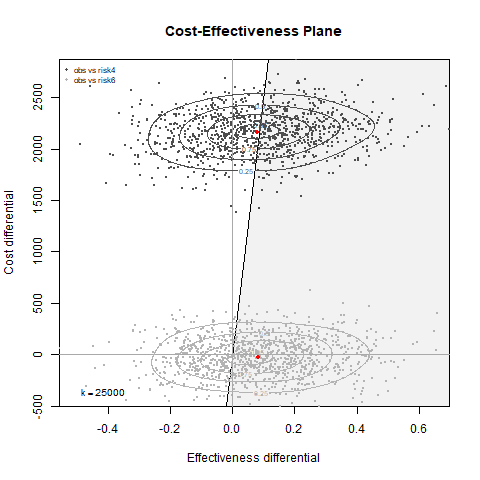 Cost-Effectiveness Plane
obs vs risk4
obs vs risk6
Cost differential
2500
2000
1500
1000
500
0
-500
0.25
k = 25000
-0.4 -0.2 0.0 0.2 0.4 0.6
Effectiveness differential